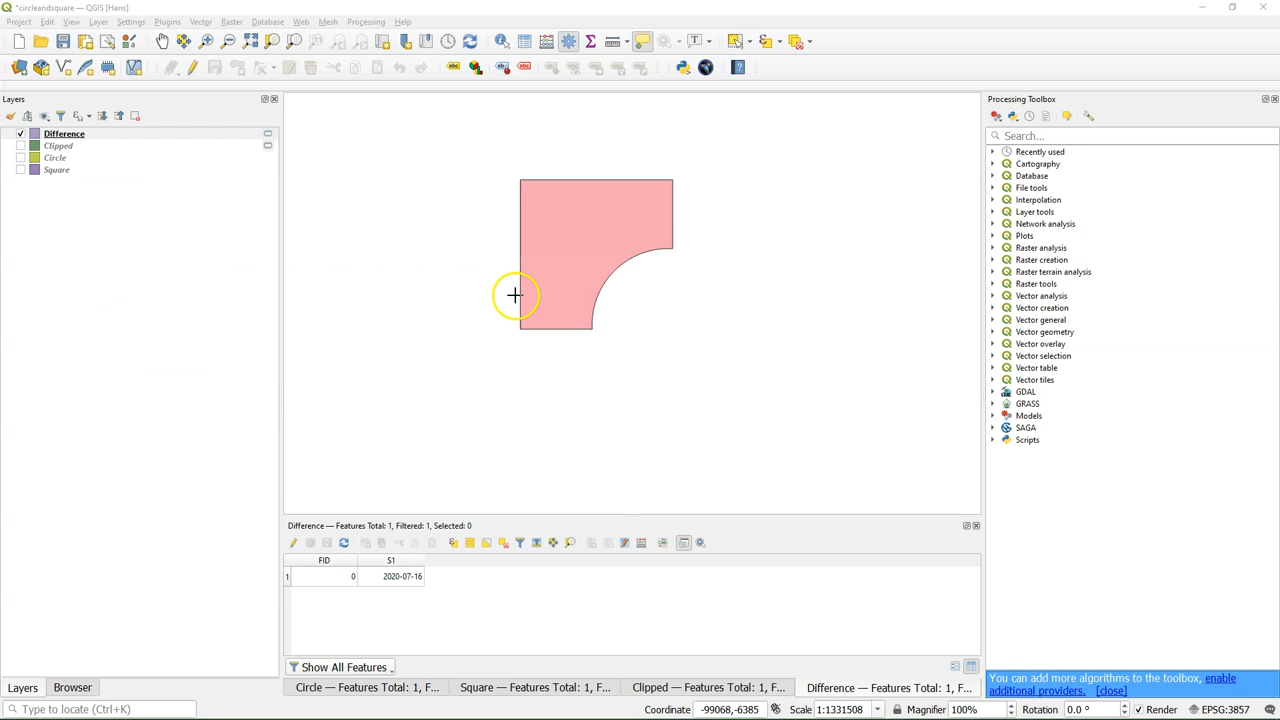 *circleandsquare — QGIS [Hans]
Project Edit View Layer Settings Plugins Vector Raster Database Web Mesh Processing Help
Layers
Difference
Clipped
Circle
Square
Processing Toolbox
Search...
Recently used
Cartography
Database
File tools
Interpolation
Layer tools
Network analysis
Plots
Raster analysis
Raster creation
Raster terrain analysis
Raster tools
Vector analysis
Vector creation
Vector general
Vector geometry
Vector overlay
Vector selection
Vector table
Vector tiles
GDAL
GRASS
Models
SAGA
Scripts
Difference — Features Total: 1, Filtered: 1, Selected: 0
FID S1
1 0 2020-07-16
Show All Features
You can add more algorithms to the toolbox, enable
additional providers. [close]
Layers Browser
Circle — Features Total: 1, F... Square — Features Total: 1, F... Clipped — Features Total: 1, F... Difference — Features Total: 1, F...
Type to locate (Ctrl+K) Coordinate -99068,-6385 Scale 1:1331508 Magnifier 100% Rotation 0.0 ° Render EPSG:3857